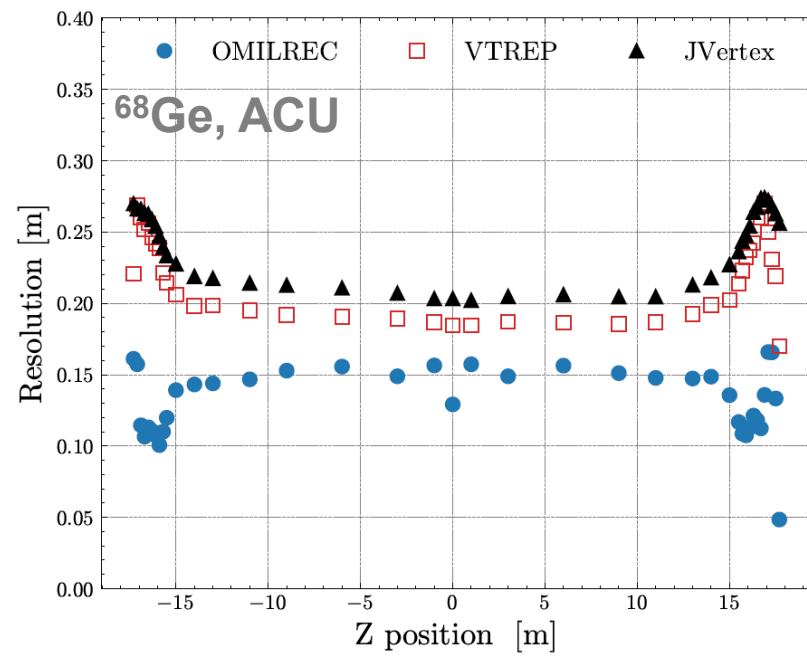 OMILREC VTREP JVertex
⁶⁸Ge, ACU
Resolution [m]
0.40
0.35
0.30
0.25
0.20
0.15
0.10
0.05
0.00
−15 −10 −5 0 5 10 15
Z position [m]